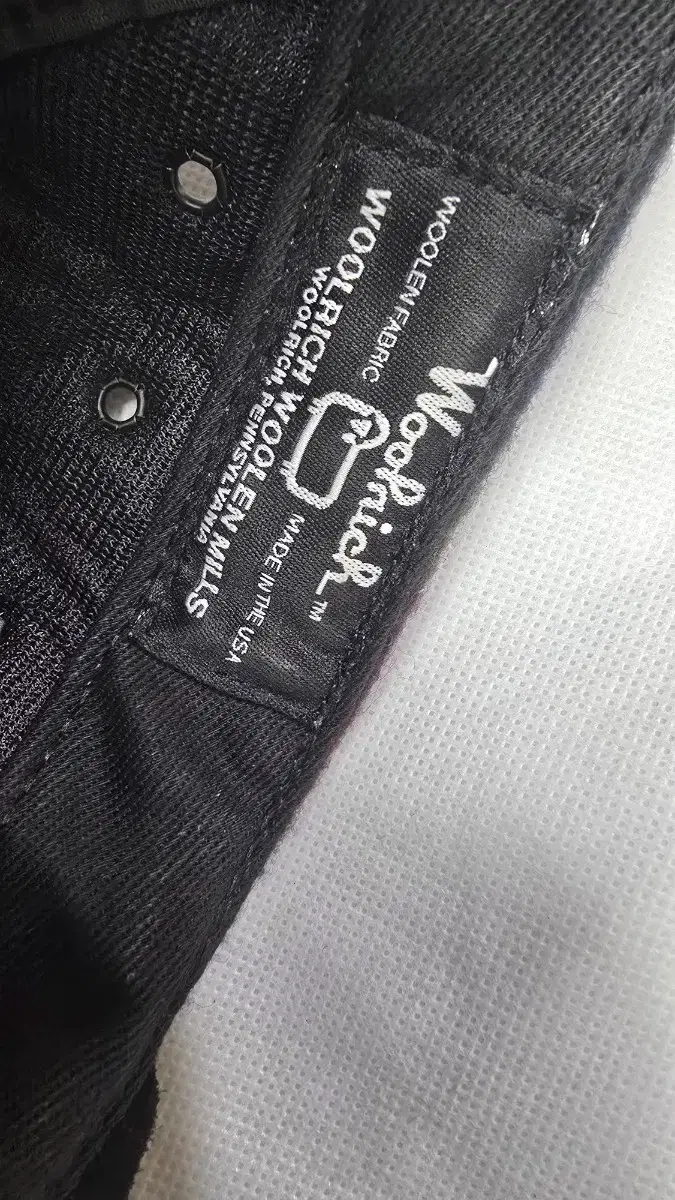 Woolrich™
WOOLEN FABRIC MADE IN THE USA
WOOLRICH WOOLEN MILLS
WOOLRICH, PENNSYLVANIA